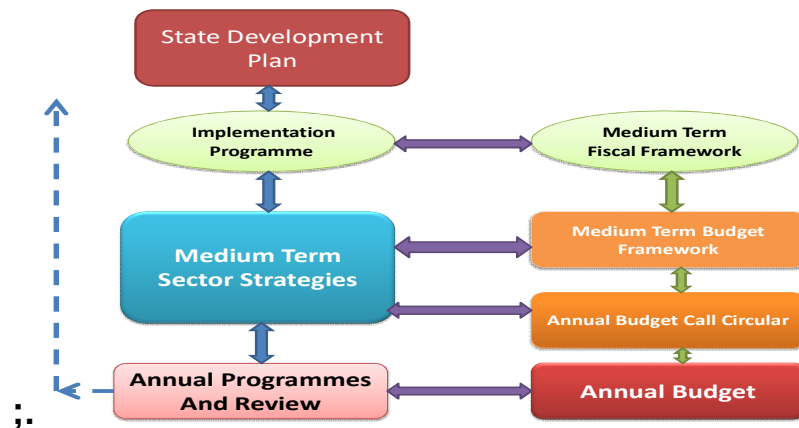 State Development
Plan
Implementation
Programme
Medium Term
Fiscal Framework
Medium Term Sector Strategies
Medium Term Budget
Framework
Annual Budget Call Circular
Annual Programmes
And Review
Annual Budget
;.